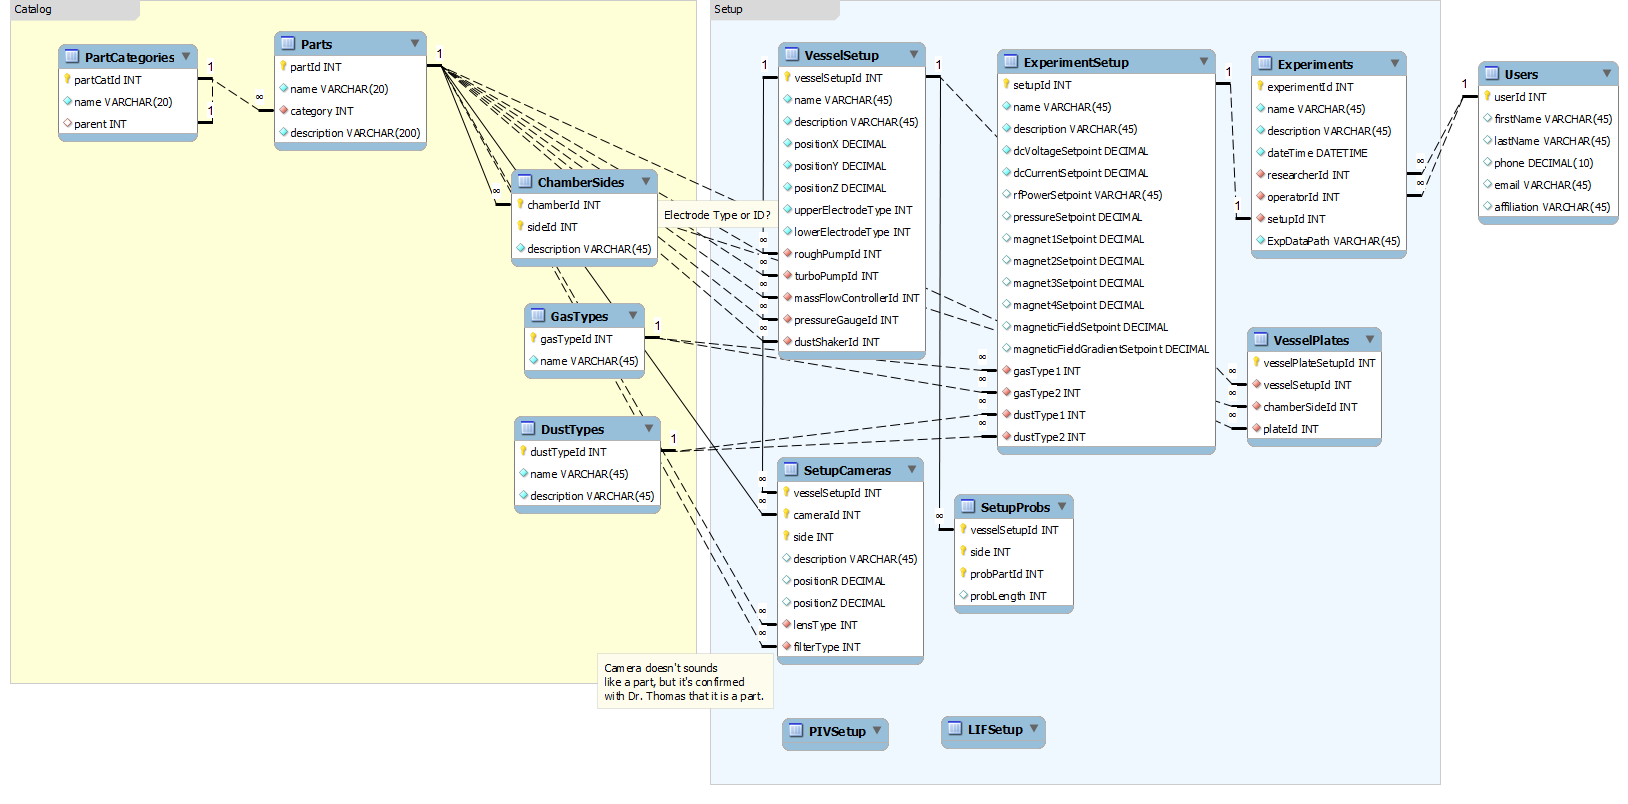 Catalog
PartCategories
partCatId INT
name VARCHAR(20)
parent INT
1
1
∞
Parts
partId INT
name VARCHAR(20)
category INT
description VARCHAR(200)
1
∞
ChamberSides
chamberId INT
sideId INT
description VARCHAR(45)
GasTypes
gasTypeId INT
name VARCHAR(45)
1
DustTypes
dustTypeId INT
name VARCHAR(45)
description VARCHAR(45)
1
Electrode Type or ID?
Camera doesn't sounds
like a part, but it's confirmed
with Dr. Thomas that it is a part.
Setup
VesselSetup
vesselSetupId INT
name VARCHAR(45)
description VARCHAR(45)
positionX DECIMAL
positionY DECIMAL
positionZ DECIMAL
upperElectrodeType INT
lowerElectrodeType INT
roughPumpId INT
turboPumpId INT
massFlowControllerId INT
pressureGaugeId INT
dustShakerId INT
1
1
∞
∞
∞
∞
∞
SetupCameras
vesselSetupId INT
cameraId INT
side INT
description VARCHAR(45)
positionR DECIMAL
positionZ DECIMAL
lensType INT
filterType INT
∞
∞
∞
∞
PIVSetup
LIFSetup
SetupProbs
vesselSetupId INT
side INT
probPartId INT
probLength INT
∞
ExperimentSetup
setupId INT
name VARCHAR(45)
description VARCHAR(45)
dcVoltageSetpoint DECIMAL
dcCurrentSetpoint DECIMAL
rfPowerSetpoint VARCHAR(45)
pressureSetpoint DECIMAL
magnet1Setpoint DECIMAL
magnet2Setpoint DECIMAL
magnet3Setpoint DECIMAL
magnet4Setpoint DECIMAL
magneticFieldSetpoint DECIMAL
magneticFieldGradientSetpoint DECIMAL
gasType1 INT
gasType2 INT
dustType1 INT
dustType2 INT
∞
∞
∞
∞
1
1
Experiments
experimentId INT
name VARCHAR(45)
description VARCHAR(45)
dateTime DATETIME
researcherId INT
operatorId INT
setupId INT
ExpDataPath VARCHAR(45)
∞
∞
1
VesselPlates
vesselPlateSetupId INT
vesselSetupId INT
chamberSideId INT
plateId INT
∞
∞
∞
Users
userId INT
firstName VARCHAR(45)
lastName VARCHAR(45)
phone DECIMAL(10)
email VARCHAR(45)
affiliation VARCHAR(45)